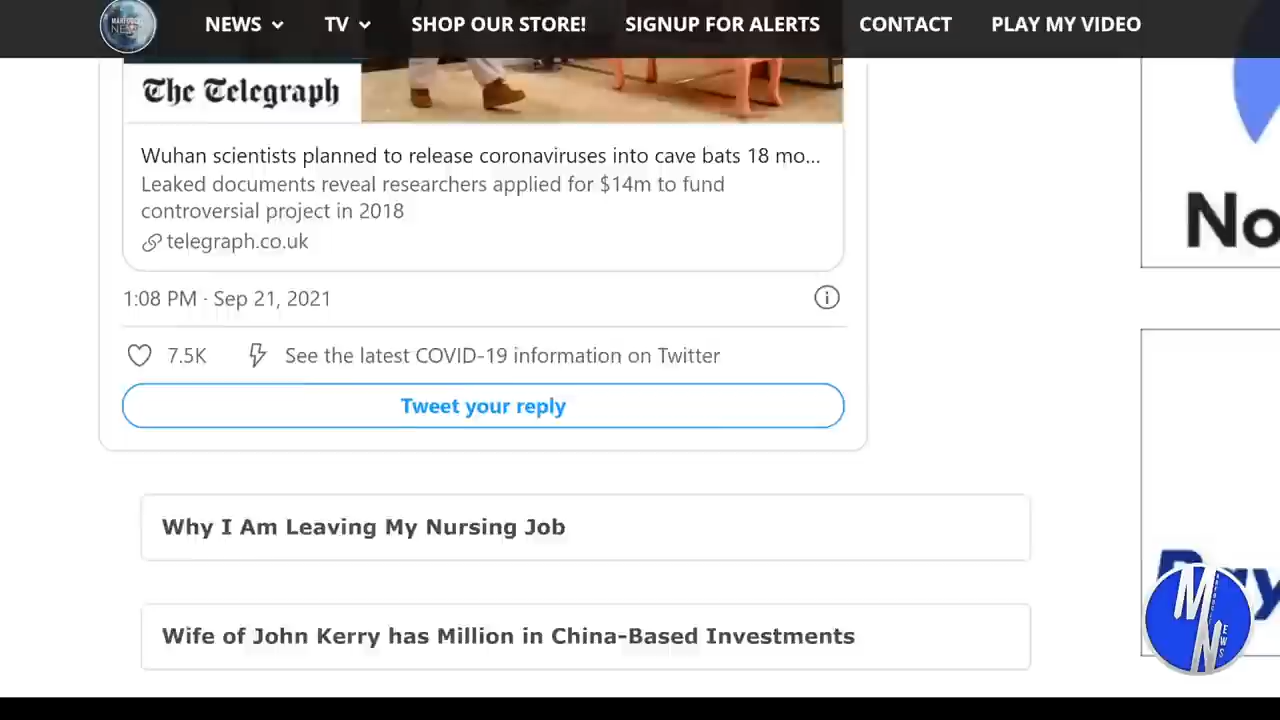 NEWS TV SHOP OUR STORE! SIGNUP FOR ALERTS CONTACT PLAY MY VIDEO
The Telegraph
Wuhan scientists planned to release coronaviruses into cave bats 18 mo...
Leaked documents reveal researchers applied for $14m to fund
controversial project in 2018
telegraph.co.uk
No
1:08 PM · Sep 21, 2021
7.5K See the latest COVID-19 information on Twitter
Tweet your reply
Why I Am Leaving My Nursing Job
Wife of John Kerry has Million in China-Based Investments